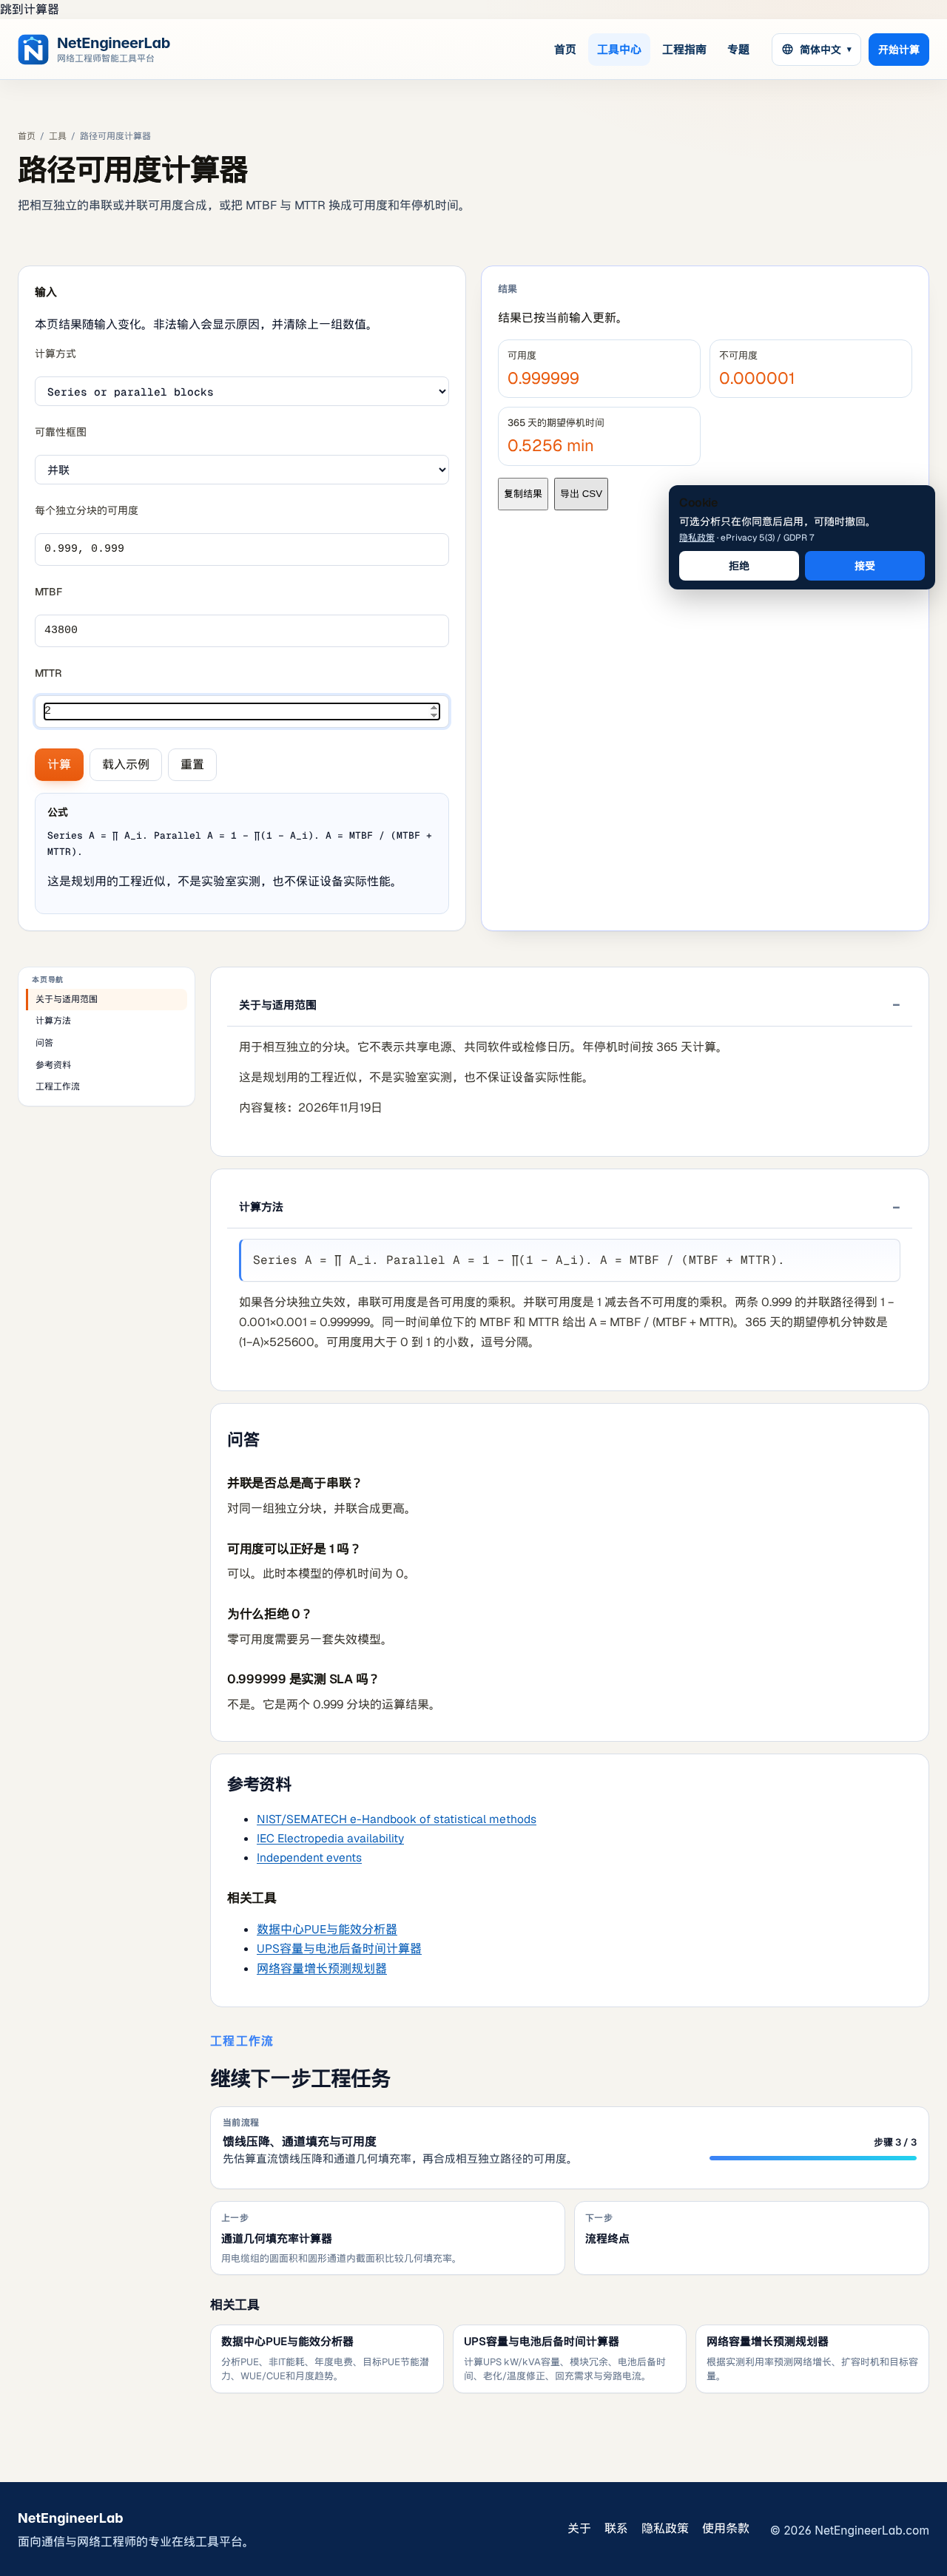 跳到计算器
NetEngineerLab
网络工程师智能工具平台
首页
工具中心
工程指南
专题
简体中文 ▾
开始计算
首页 / 工具 / 路径可用度计算器
路径可用度计算器
把相互独立的串联或并联可用度合成，或把 MTBF 与 MTTR 换成可用度和年停机时间。
输入
本页结果随输入变化。非法输入会显示原因，并清除上一组数值。
计算方式
Series or parallel blocks
可靠性框图
并联
每个独立分块的可用度
0.999, 0.999
MTBF
43800
MTTR
2
计算
载入示例
重置
公式
Series A = ∏ A_i. Parallel A = 1 − ∏(1 − A_i). A = MTBF / (MTBF +
MTTR).
这是规划用的工程近似，不是实验室实测，也不保证设备实际性能。
结果
结果已按当前输入更新。
可用度
0.999999
不可用度
0.000001
365 天的期望停机时间
0.5256 min
复制结果
导出 CSV
Cookie
可选分析只在你同意后启用，可随时撤回。
隐私政策 · ePrivacy 5(3) / GDPR 7
拒绝
接受
本页导航
关于与适用范围
计算方法
问答
参考资料
工程工作流
关于与适用范围
−
用于相互独立的分块。它不表示共享电源、共同软件或检修日历。年停机时间按 365 天计算。
这是规划用的工程近似，不是实验室实测，也不保证设备实际性能。
内容复核：2026年11月19日
计算方法
−
Series A = ∏ A_i. Parallel A = 1 − ∏(1 − A_i). A = MTBF / (MTBF + MTTR).
如果各分块独立失效，串联可用度是各可用度的乘积。并联可用度是 1 减去各不可用度的乘积。两条 0.999 的并联路径得到 1 −
0.001×0.001 = 0.999999。同一时间单位下的 MTBF 和 MTTR 给出 A = MTBF / (MTBF + MTTR)。365 天的期望停机分钟数是
(1−A)×525600。可用度用大于 0 到 1 的小数，逗号分隔。
问答
并联是否总是高于串联？
对同一组独立分块，并联合成更高。
可用度可以正好是 1 吗？
可以。此时本模型的停机时间为 0。
为什么拒绝 0？
零可用度需要另一套失效模型。
0.999999 是实测 SLA 吗？
不是。它是两个 0.999 分块的运算结果。
参考资料
NIST/SEMATECH e-Handbook of statistical methods
IEC Electropedia availability
Independent events
相关工具
数据中心PUE与能效分析器
UPS容量与电池后备时间计算器
网络容量增长预测规划器
工程工作流
继续下一步工程任务
当前流程
馈线压降、通道填充与可用度
先估算直流馈线压降和通道几何填充率，再合成相互独立路径的可用度。
步骤 3 / 3
上一步
通道几何填充率计算器
用电缆组的圆面积和圆形通道内截面积比较几何填充率。
下一步
流程终点
相关工具
数据中心PUE与能效分析器
分析PUE、非IT能耗、年度电费、目标PUE节能潜
力、WUE/CUE和月度趋势。
UPS容量与电池后备时间计算器
计算UPS kW/kVA容量、模块冗余、电池后备时
间、老化/温度修正、回充需求与旁路电流。
网络容量增长预测规划器
根据实测利用率预测网络增长、扩容时机和目标容
量。
NetEngineerLab
面向通信与网络工程师的专业在线工具平台。
关于
联系
隐私政策
使用条款
© 2026 NetEngineerLab.com